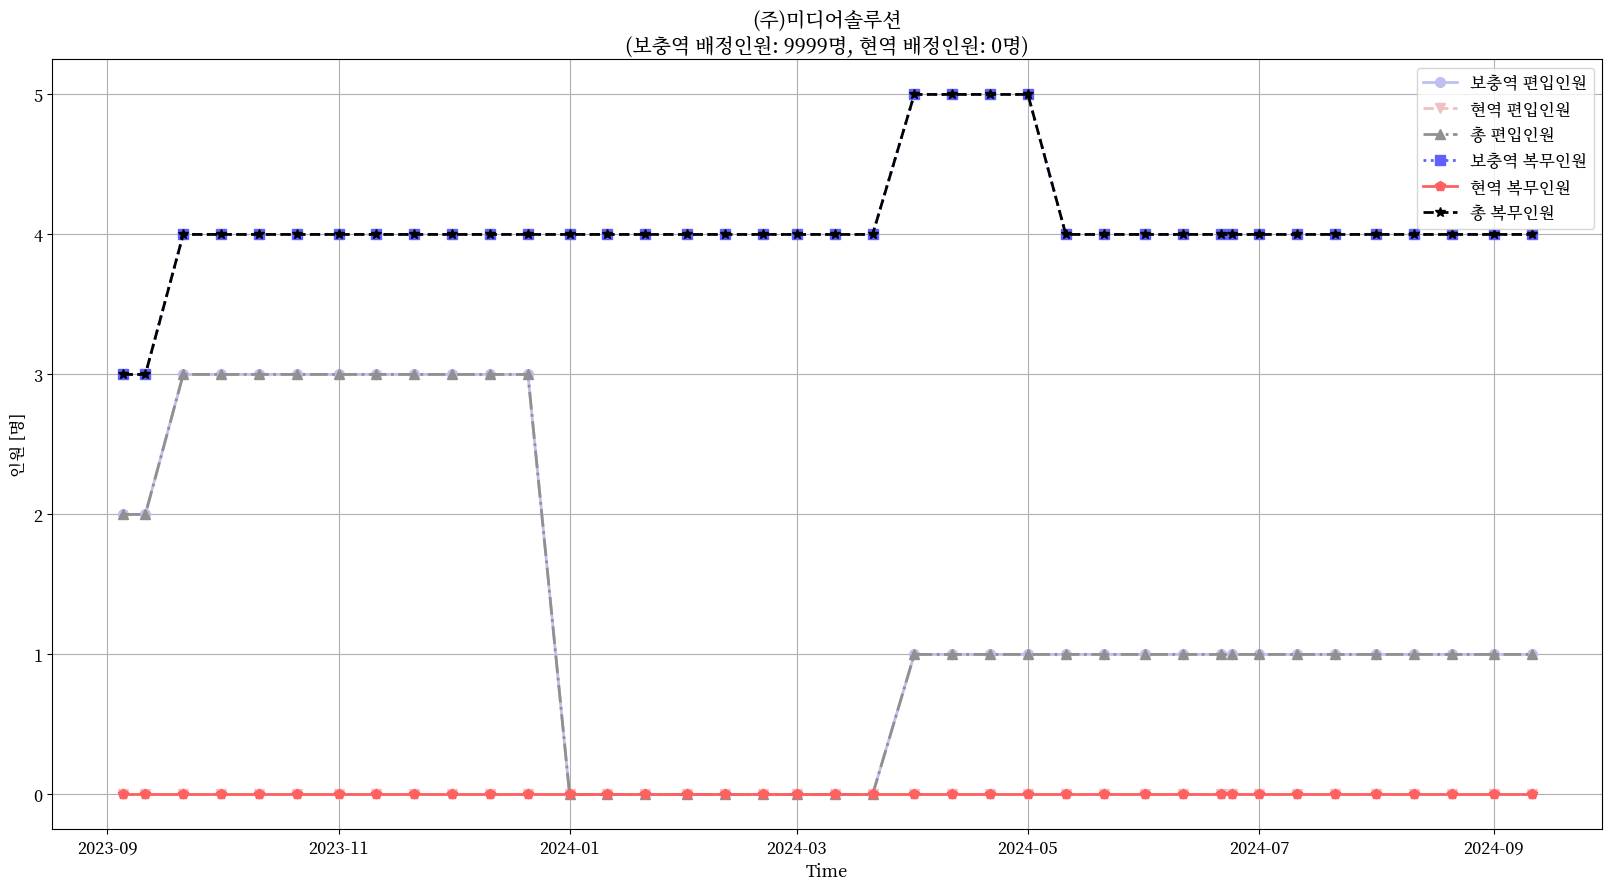 (주)미디어솔루션
(보충역 배정인원: 9999명, 현역 배정인원: 0명)
보충역 편입인원
현역 편입인원
총 편입인원
보충역 복무인원
현역 복무인원
총 복무인원
인원 [명]
5
4
3
2
1
0
2023-09
2023-11
2024-01
2024-03
2024-05
2024-07
2024-09
Time